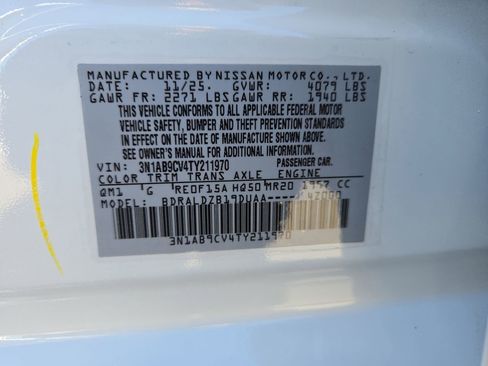 MANUFACTURED BY NISSAN MOTOR CO., LTD.
DATE: 11/25. GVWR: 4079 LBS
GAWR FR: 2271 LBS GAWR RR: 1940 LBS
THIS VEHICLE CONFORMS TO ALL APPLICABLE FEDERAL MOTOR
VEHICLE SAFETY, BUMPER AND THEFT PREVENTION STANDARDS
IN EFFECT ON THE DATE OF MANUFACTURE SHOWN ABOVE.
SEE OWNER'S MANUAL FOR ADDITIONAL INFORMATION.
VIN: 3N1AB9CV4TY211970 PASSENGER CAR.
COLOR TRIM TRANS AXLE ENGINE
QM1 G RE0F15A HQ50 MR20 1997 CC
MODEL: BDRALDZB19DUAA
3N1AB9CV4TY211970